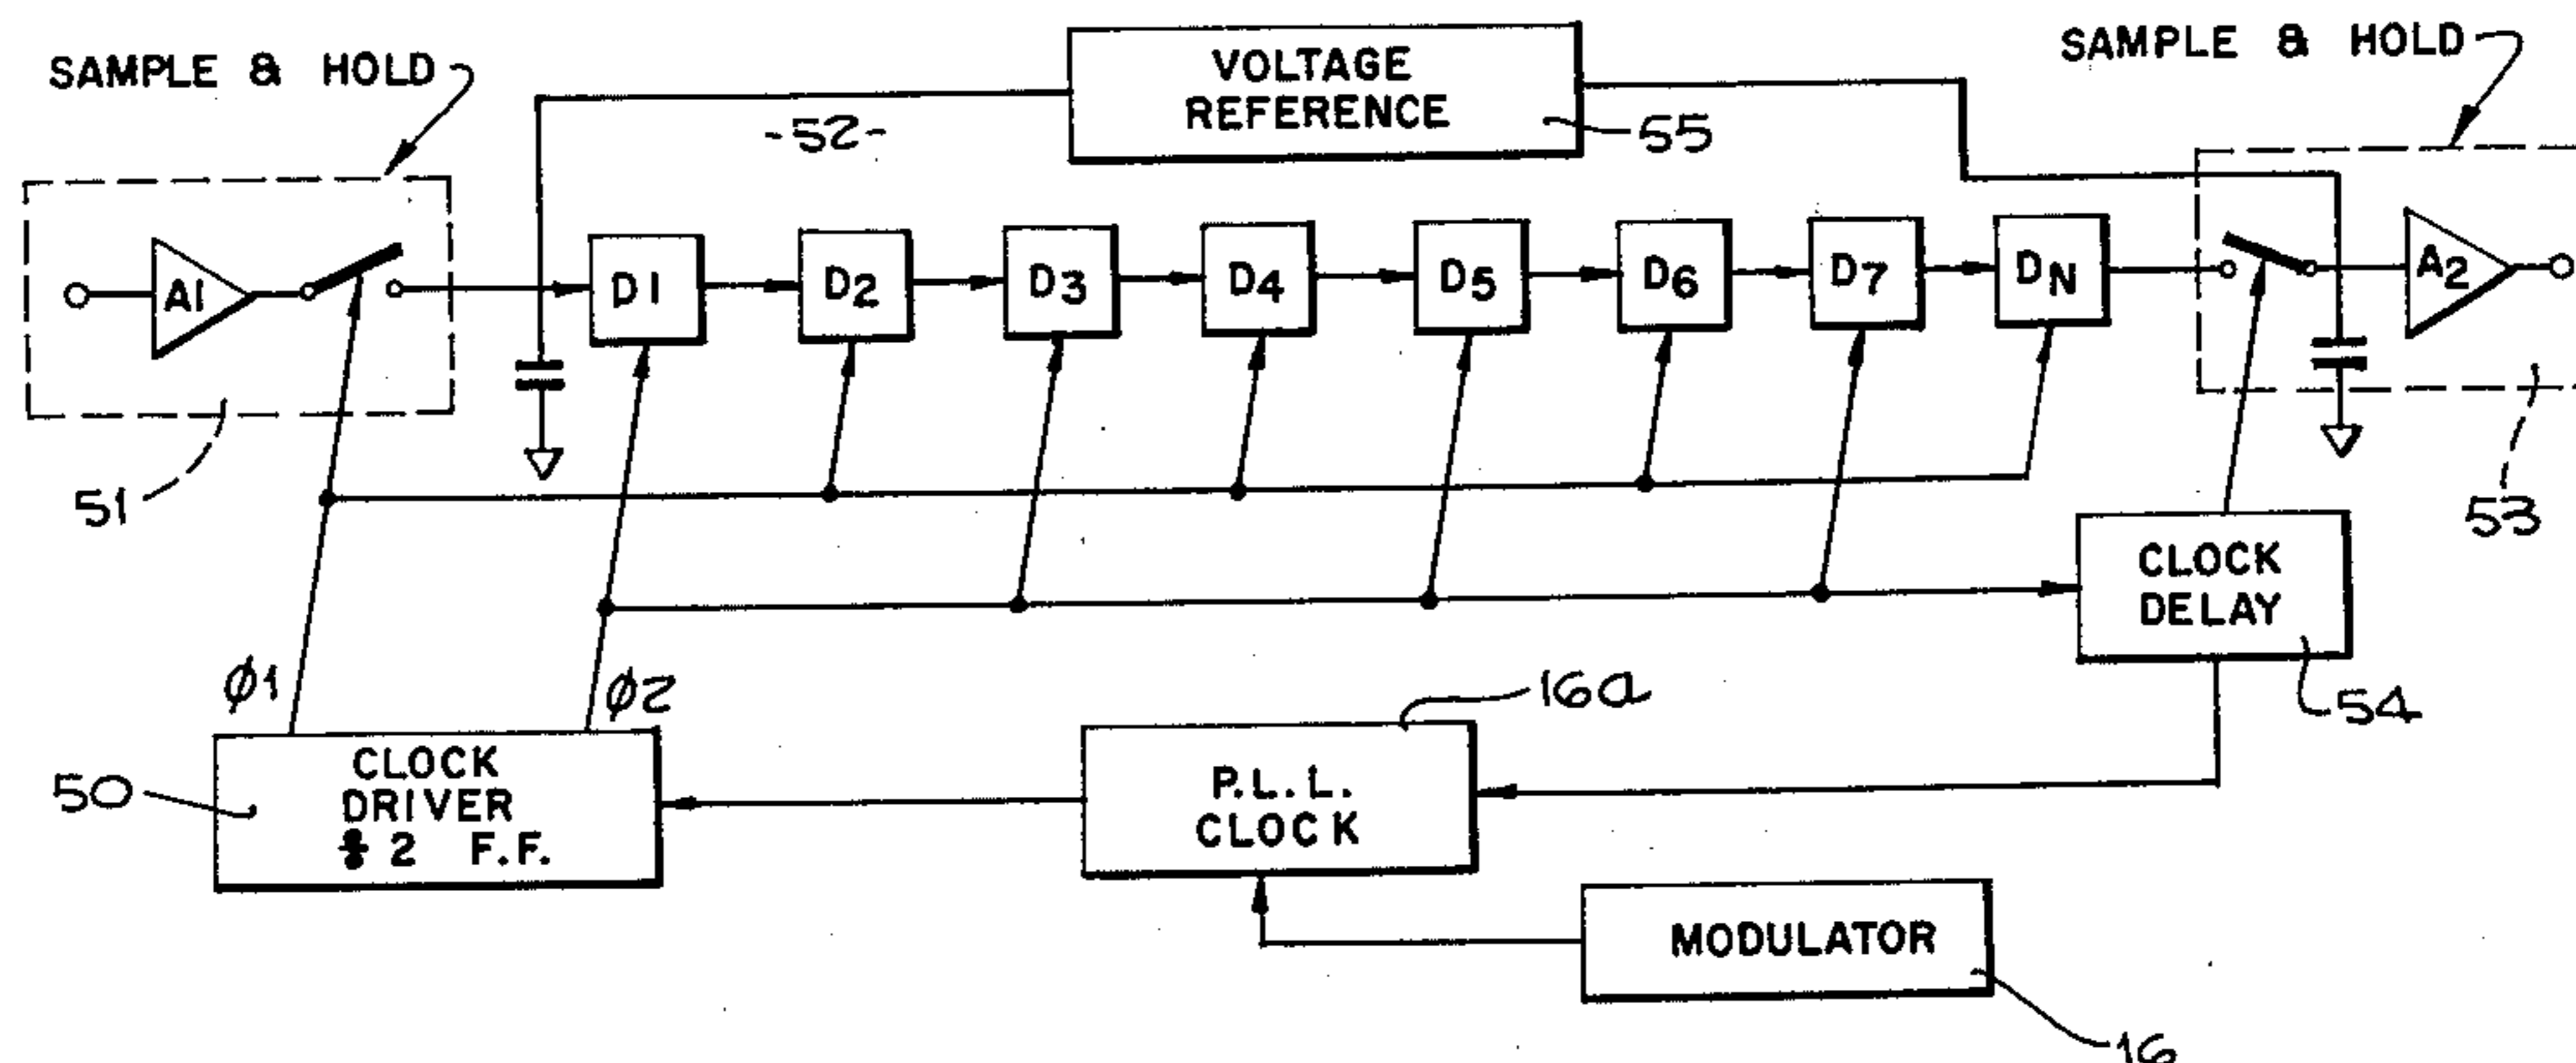 SAMPLE & HOLD
VOLTAGE
REFERENCE
SAMPLE & HOLD
-52-
55
A1
D1
D2
D3
D4
D5
D6
D7
DN
A2
51
53
CLOCK
DELAY
54
φ1
φ2
16a
50
CLOCK
DRIVER
÷ 2 F.F.
P.L.L.
CLOCK
MODULATOR
16